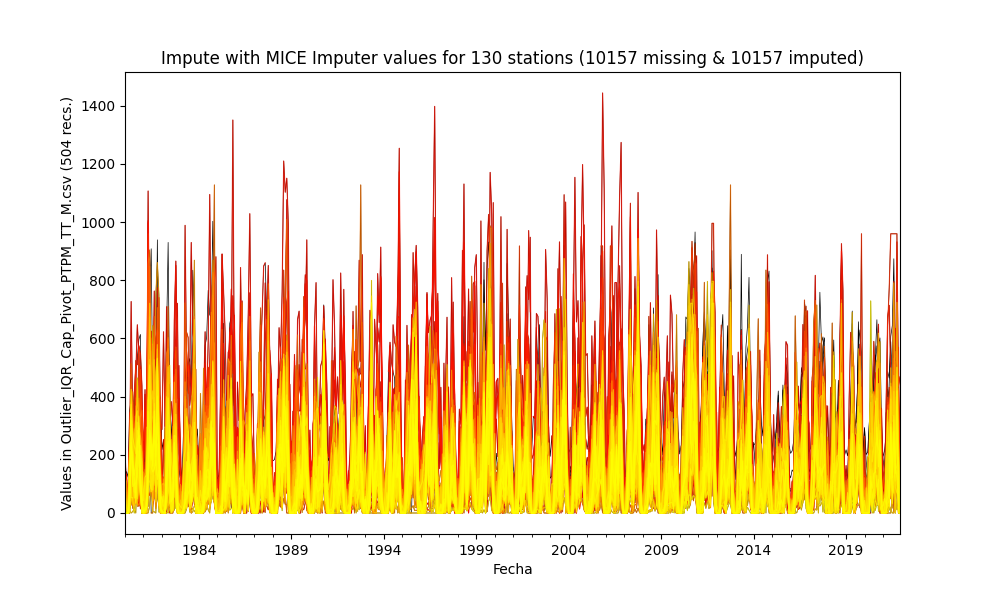 Impute with MICE Imputer values for 130 stations (10157 missing & 10157 imputed)
Values in Outlier_IQR_Cap_Pivot_PTPM_TT_M.csv (504 recs.)
1400
1200
1000
800
600
400
200
0
1984 1989 1994 1999 2004 2009 2014 2019
Fecha